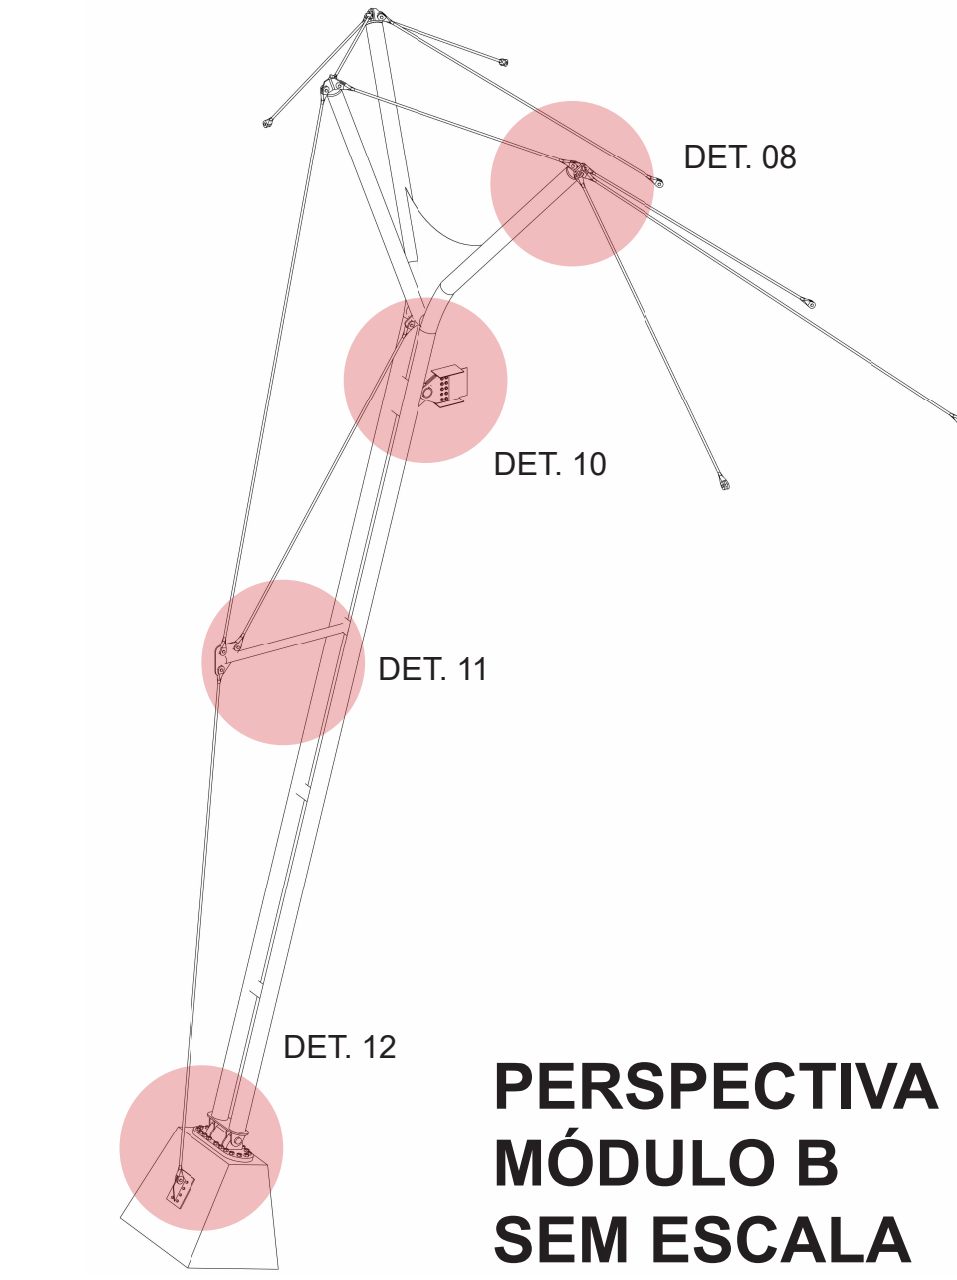 DET. 08
DET. 10
DET. 11
DET. 12
PERSPECTIVA
MÓDULO B
SEM ESCALA